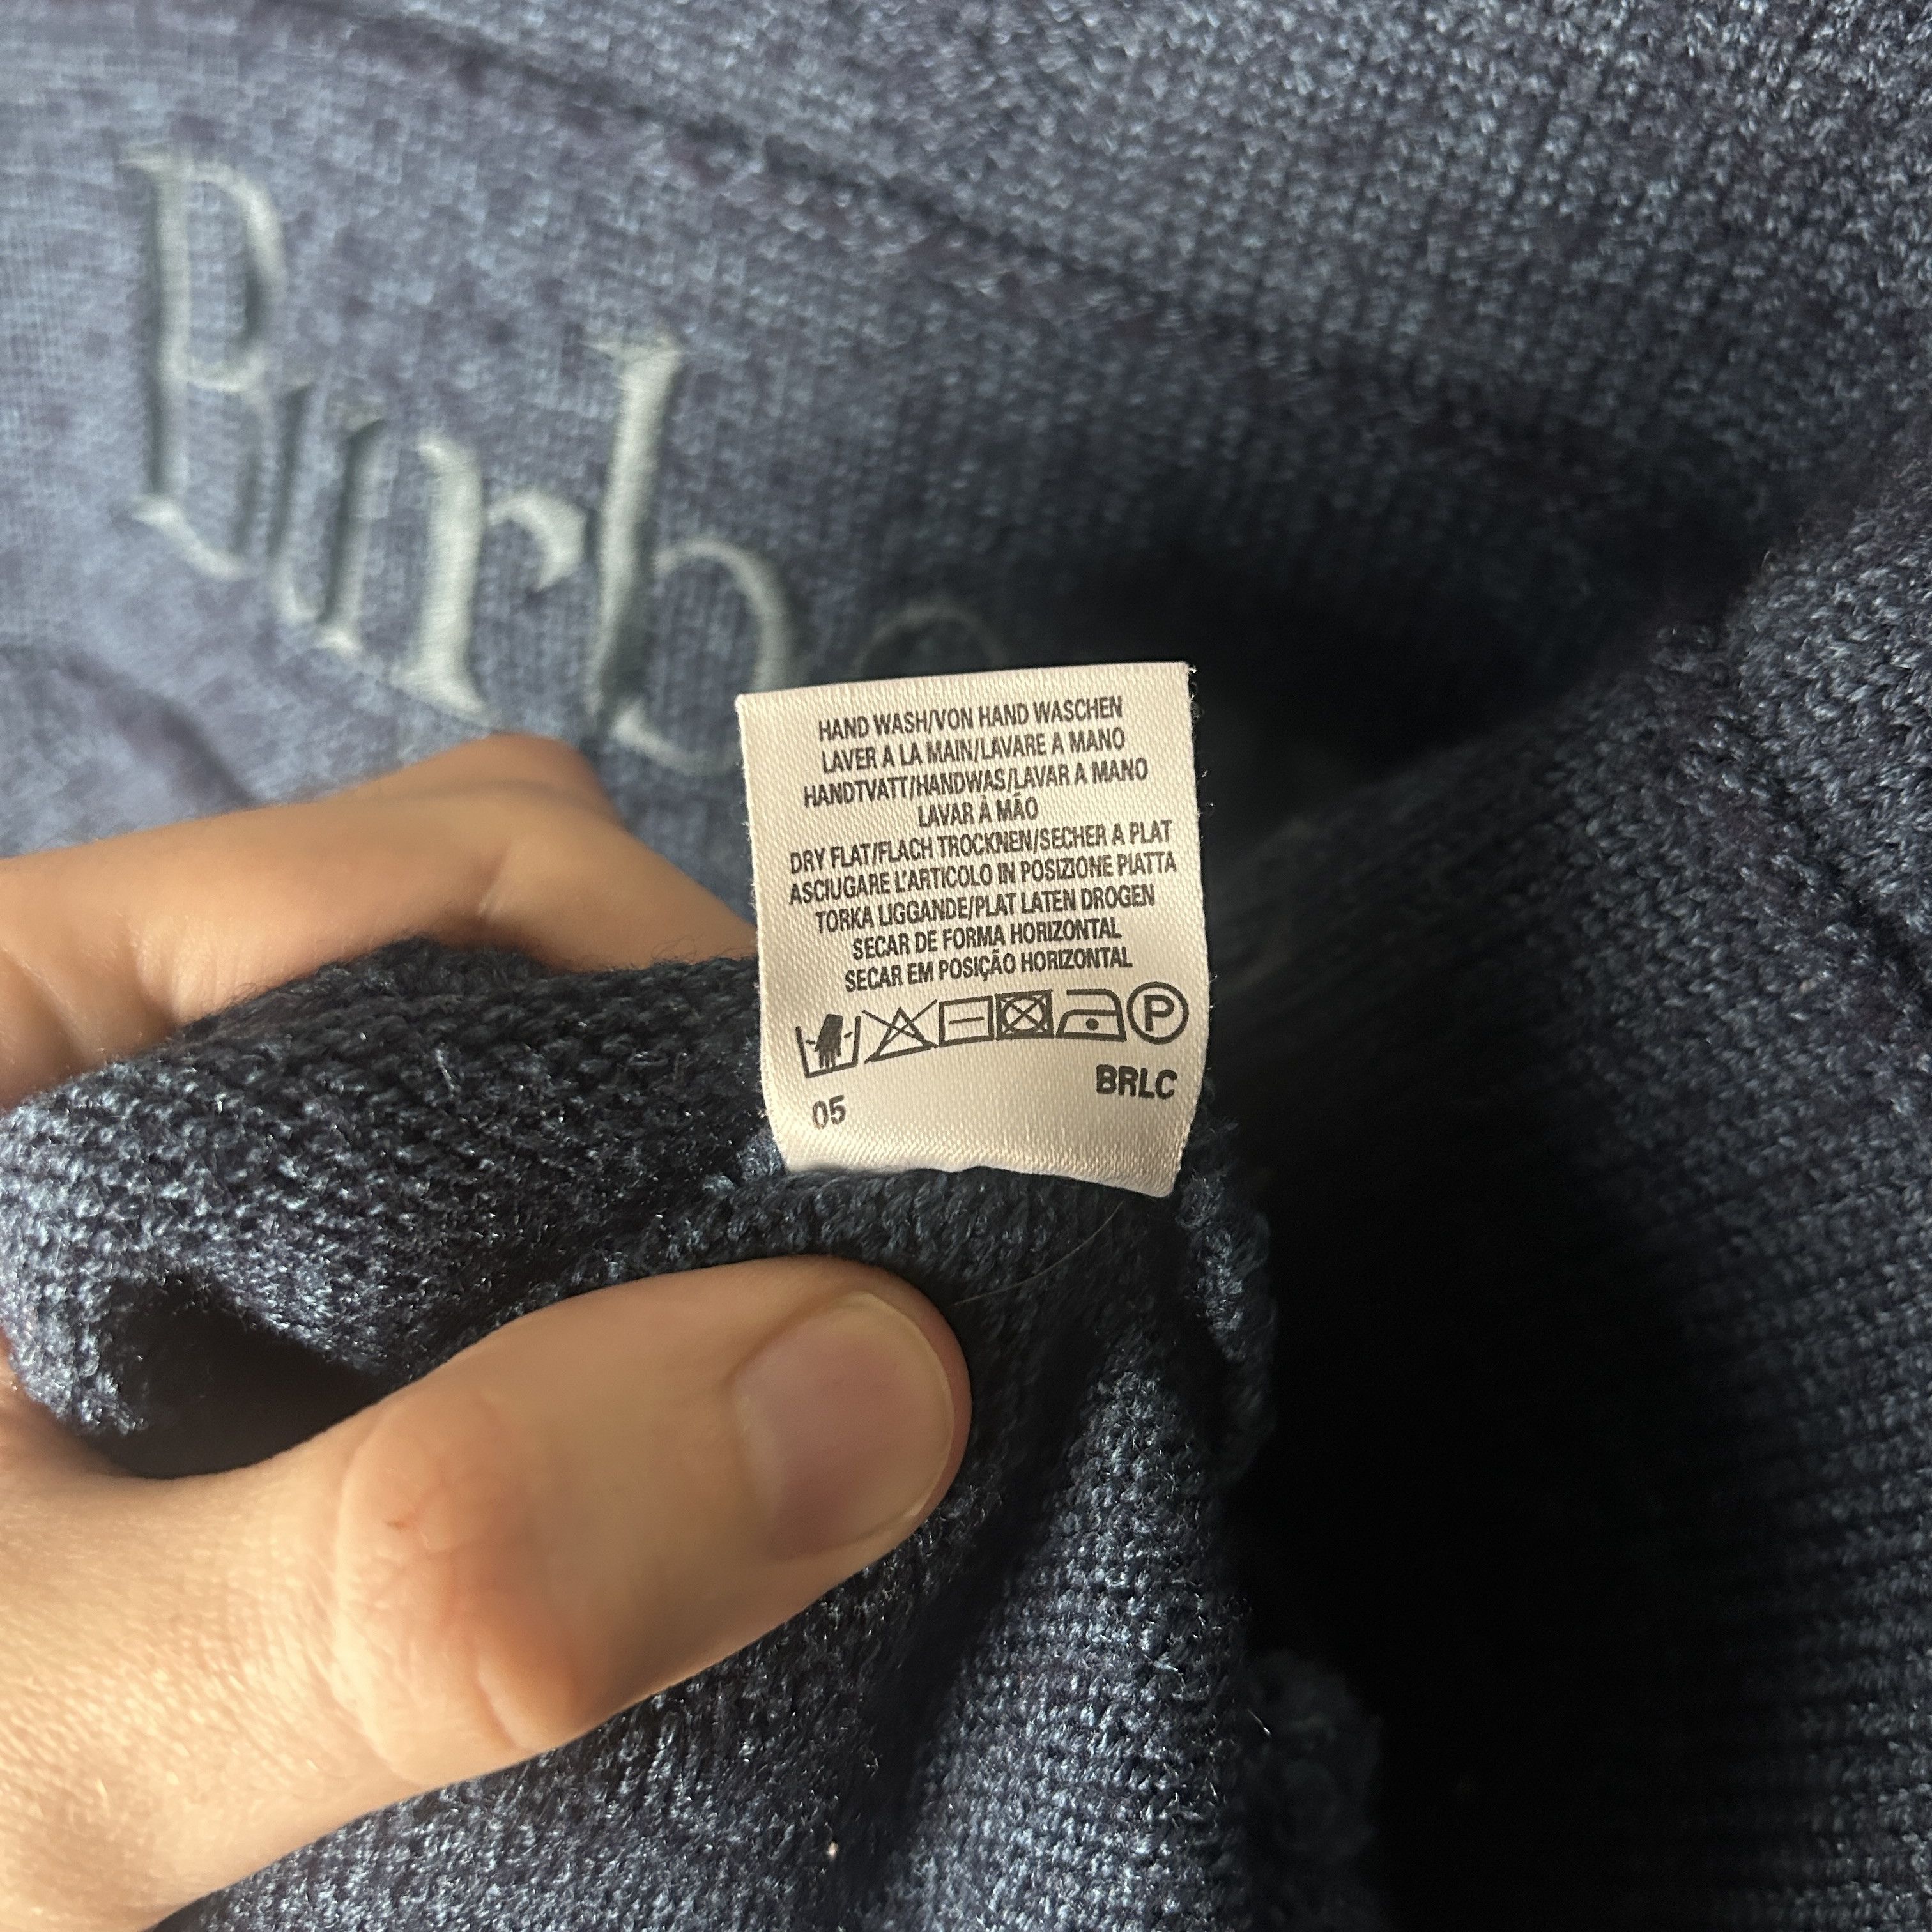 Burbe
HAND WASH/VON HAND WASCHEN
LAVER A LA MAIN/LAVARE A MANO
HANDTVATT/HANDWAS/LAVAR A MANO
LAVAR À MÃO
DRY FLAT/FLACH TROCKNEN/SECHER A PLAT
ASCIUGARE L'ARTICOLO IN POSIZIONE PIATTA
TORKA LIGGANDE/PLAT LATEN DROGEN
SECAR DE FORMA HORIZONTAL
SECAR EM POSIÇÃO HORIZONTAL
P
BRLC
05